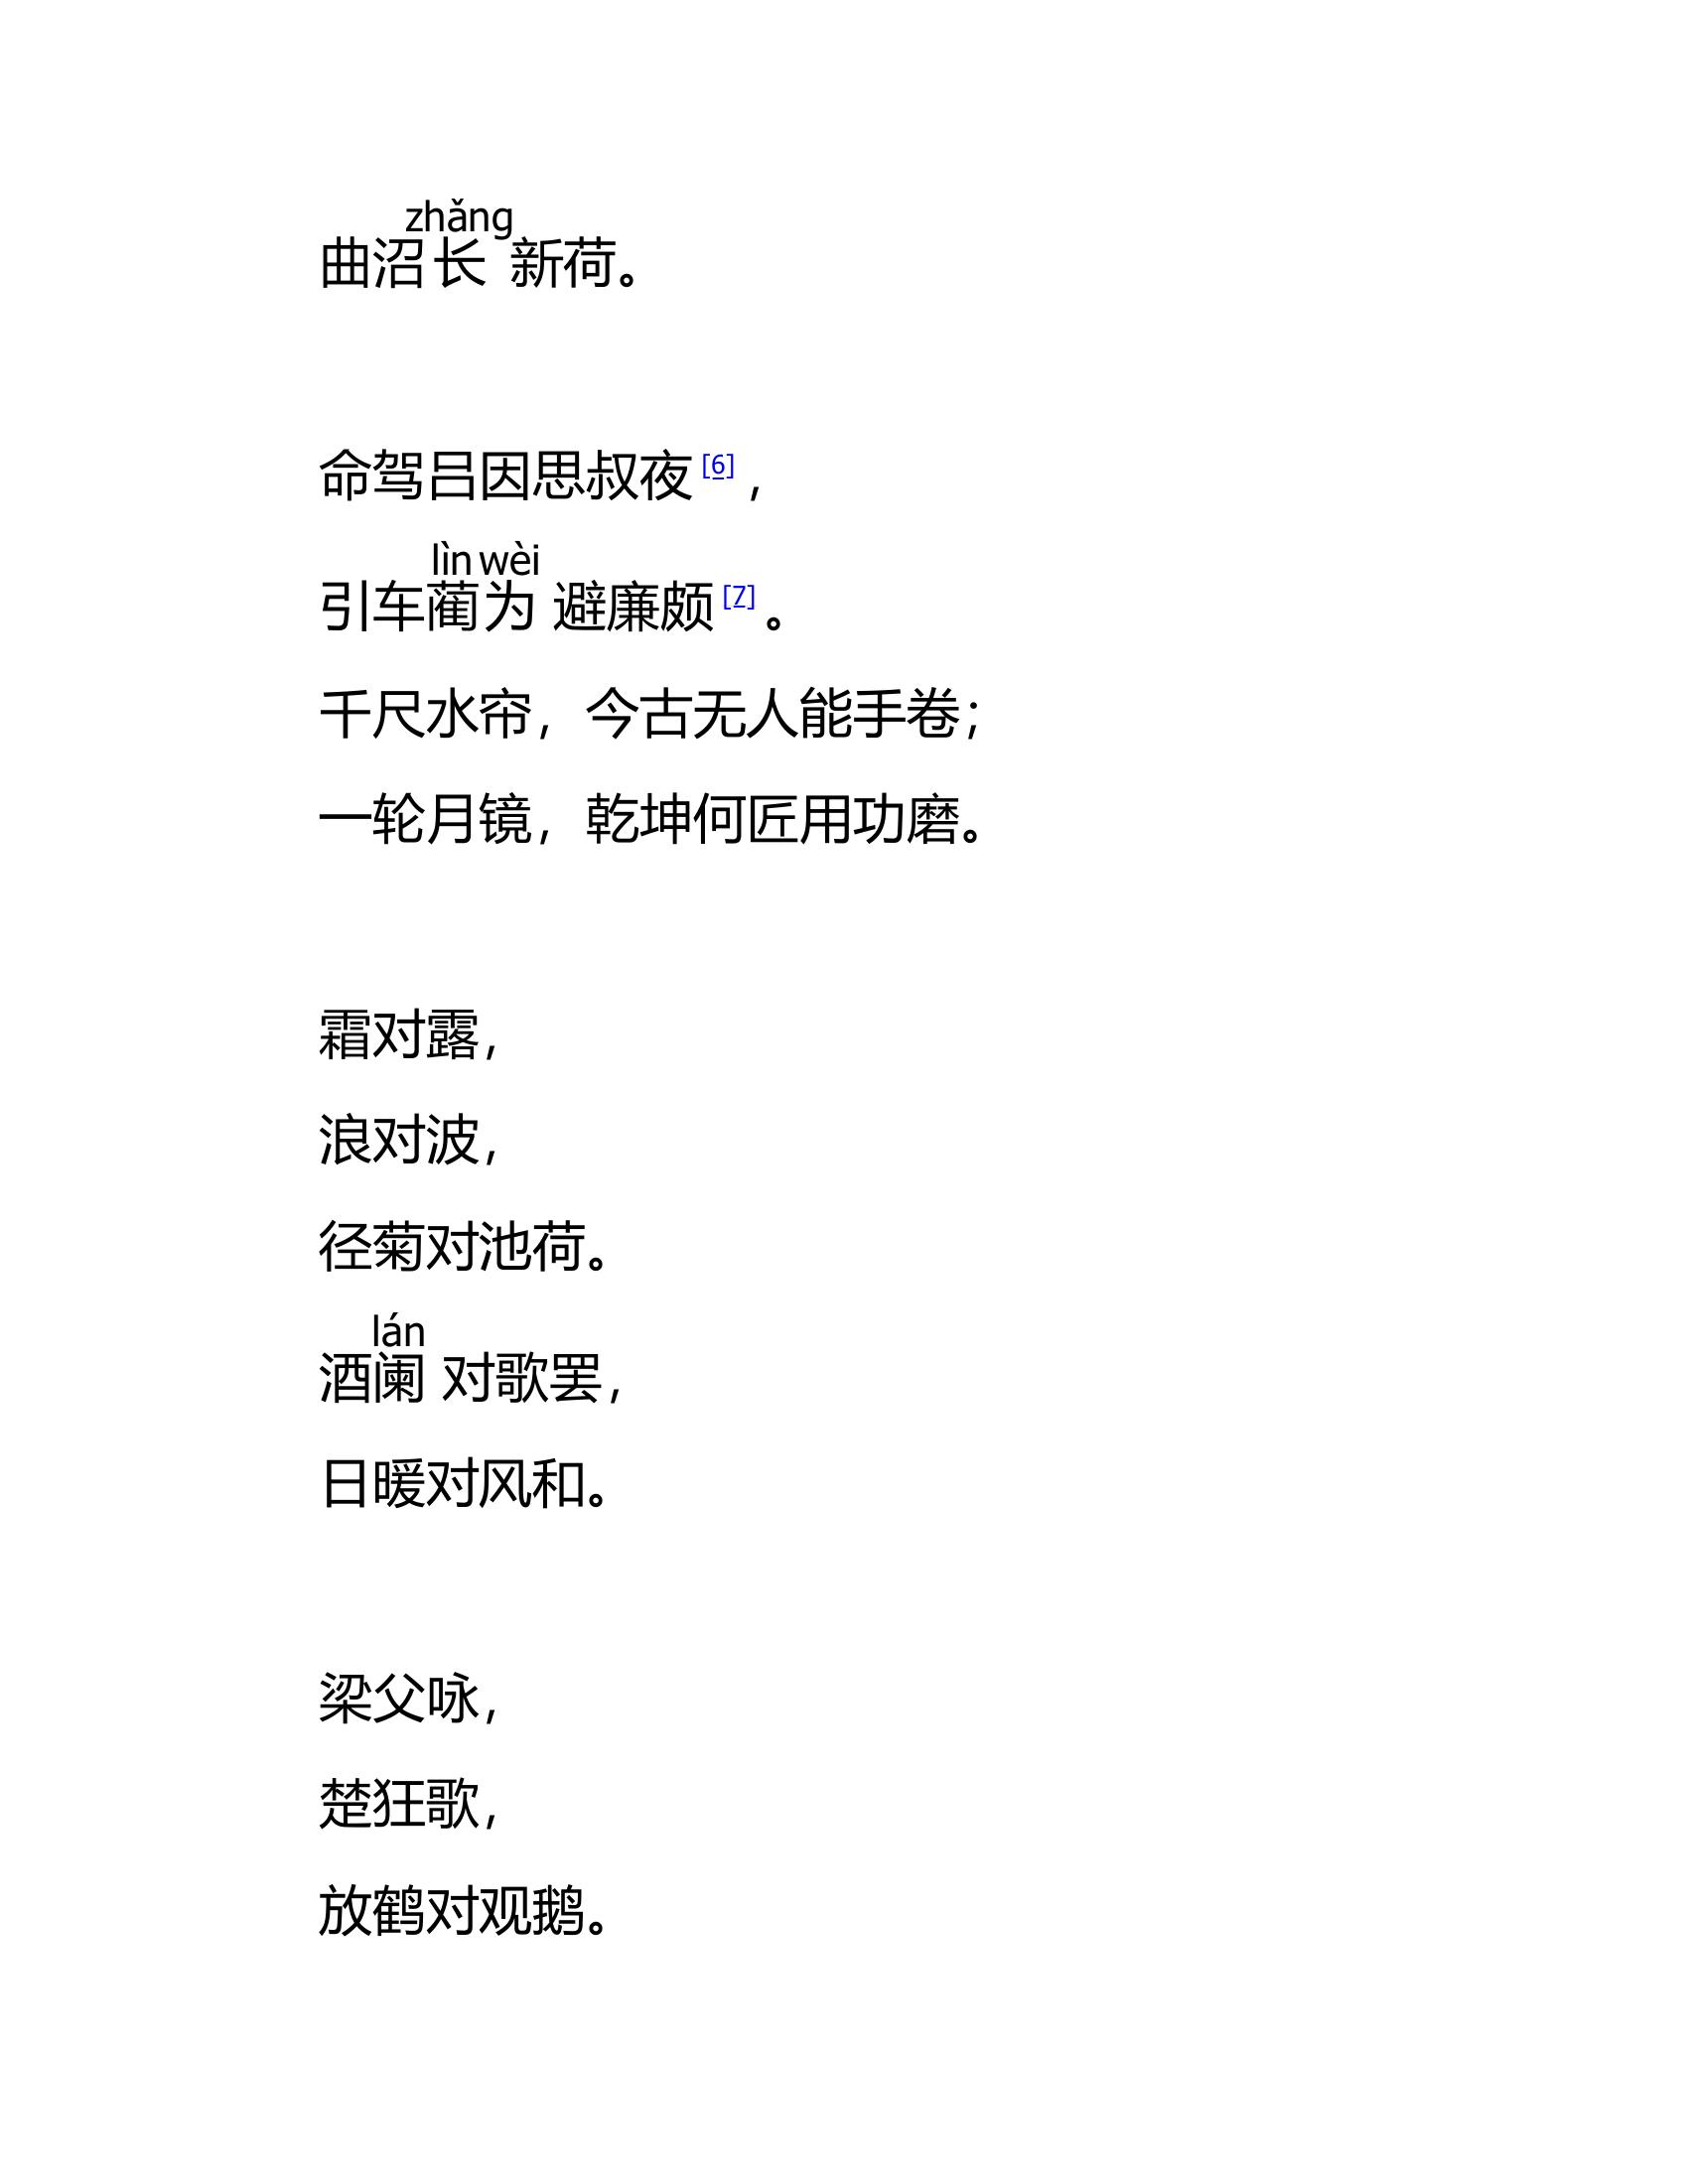 zhǎng
曲沼长 新荷。
命驾吕因思叔夜[6]，
lìn wèi
引车蔺为 避廉颇[7]。
千尺水帘，今古无人能手卷；
一轮月镜，乾坤何匠用功磨。
霜对露，
浪对波，
径菊对池荷。
lán
酒阑 对歌罢，
日暖对风和。
梁父咏，
楚狂歌，
放鹤对观鹅。